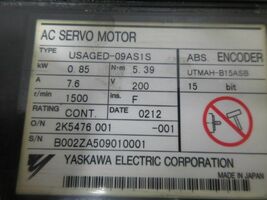 AC SERVO MOTOR
TYPE USAGED-09AS1S ABS ENCODER
kW 0.85 N·m 5.39 UTMAH-B15ASB
A 7.6 V 200 15 bit
r/min 1500 Ins. F
RATING CONT. DATE 0212
O/N 2K5476 001 -001
S/N B002ZA509010001
YASKAWA ELECTRIC CORPORATION
MADE IN JAPAN